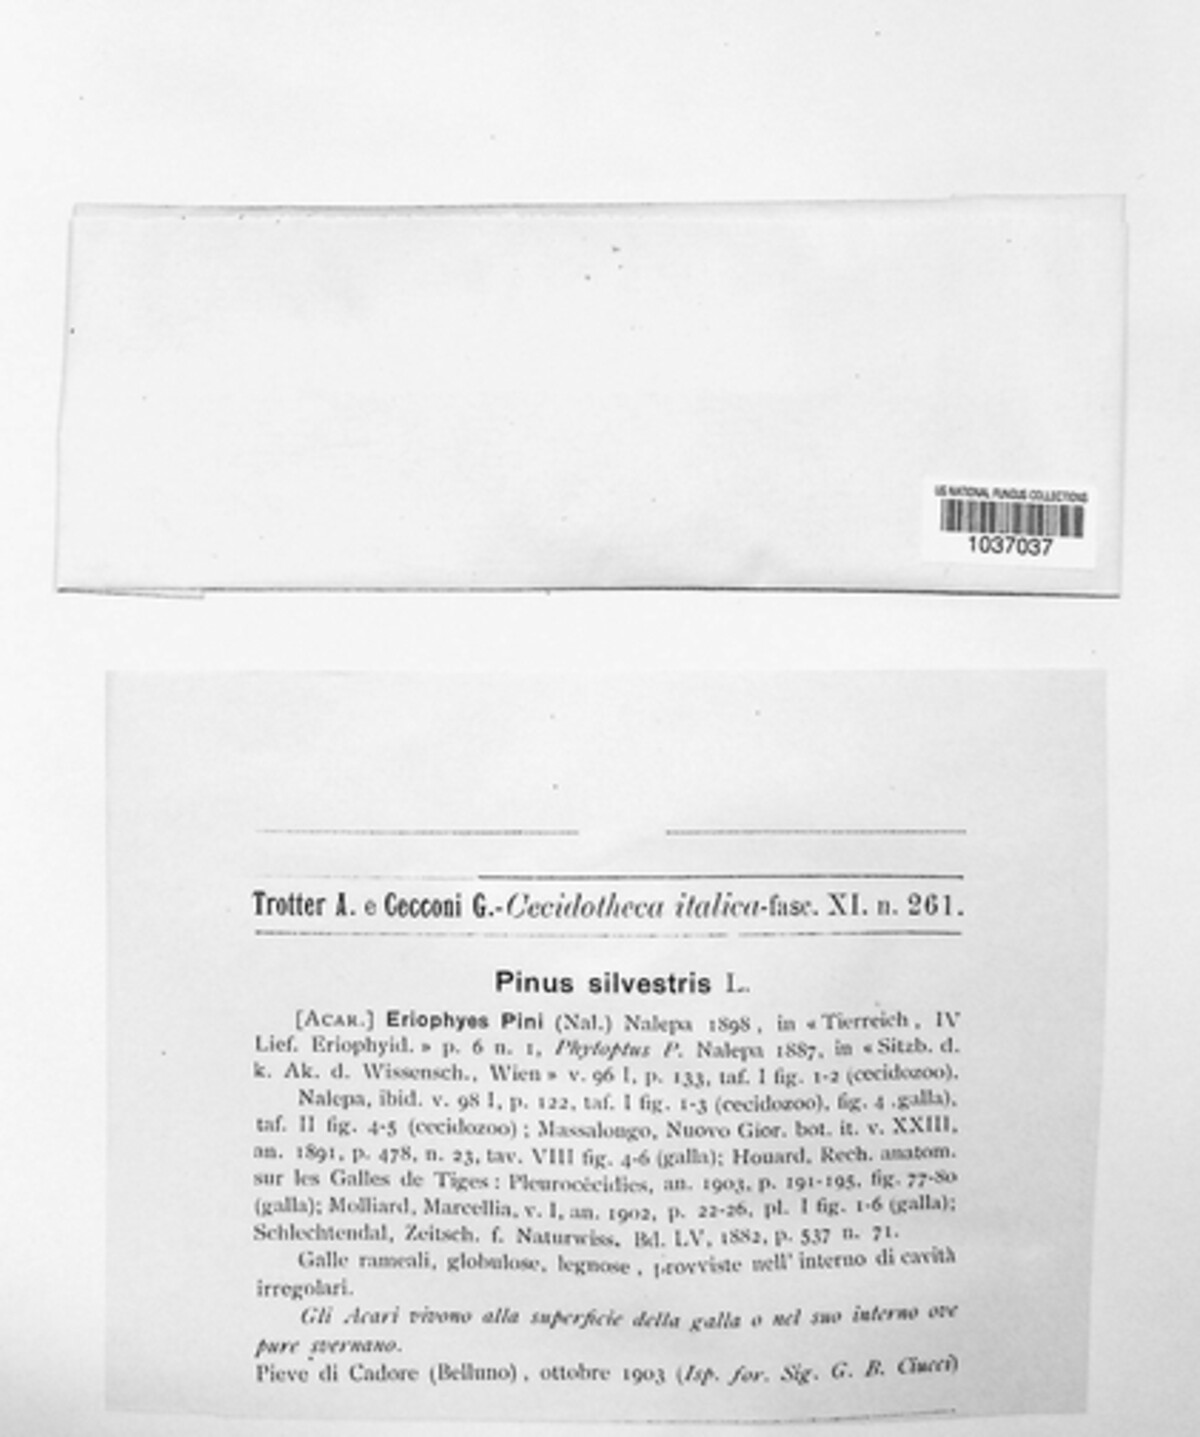 US NATIONAL FUNGUS COLLECTIONS
1037037
Trotter A. e Cecconi G.-Cecidotheca italica-fasc. XI. n. 261.
Pinus silvestris L.
[ACAR.] Eriophyes Pini (Nal.) Nalepa 1898, in « Tierreich, IV
Lief. Eriophyid. » p. 6 n. 1, Phytoptus P. Nalepa 1887, in « Sitzb. d.
k. Ak. d. Wissensch., Wien » v. 96 I, p. 133, taf. I fig. 1-2 (cecidozoo).
Nalepa, ibid. v. 98 I, p. 122, taf. I fig. 1-3 (cecidozoo), fig. 4 (galla),
taf. II fig. 4-5 (cecidozoo) ; Massalongo, Nuovo Gior. bot. it. v. XXIII,
an. 1891, p. 478, n. 23, tav. VIII fig. 4-6 (galla); Houard, Rech. anatom.
sur les Galles de Tiges : Pleurocécidies, an. 1903, p. 191-195, fig. 77-80
(galla); Molliard, Marcellia, v. I, an. 1902, p. 22-26, pl. I fig. 1-6 (galla);
Schlechtendal, Zeitsch. f. Naturwiss. Bd. LV, 1882, p. 537 n. 71.
Galle rameali, globulose, legnose, provviste nell' interno di cavità
irregolari.
Gli Acari vivono alla superficie della galla o nel suo interno ove
pure svernano.
Pieve di Cadore (Belluno), ottobre 1903 (Isp. for. Sig. G. B. Ciucci)